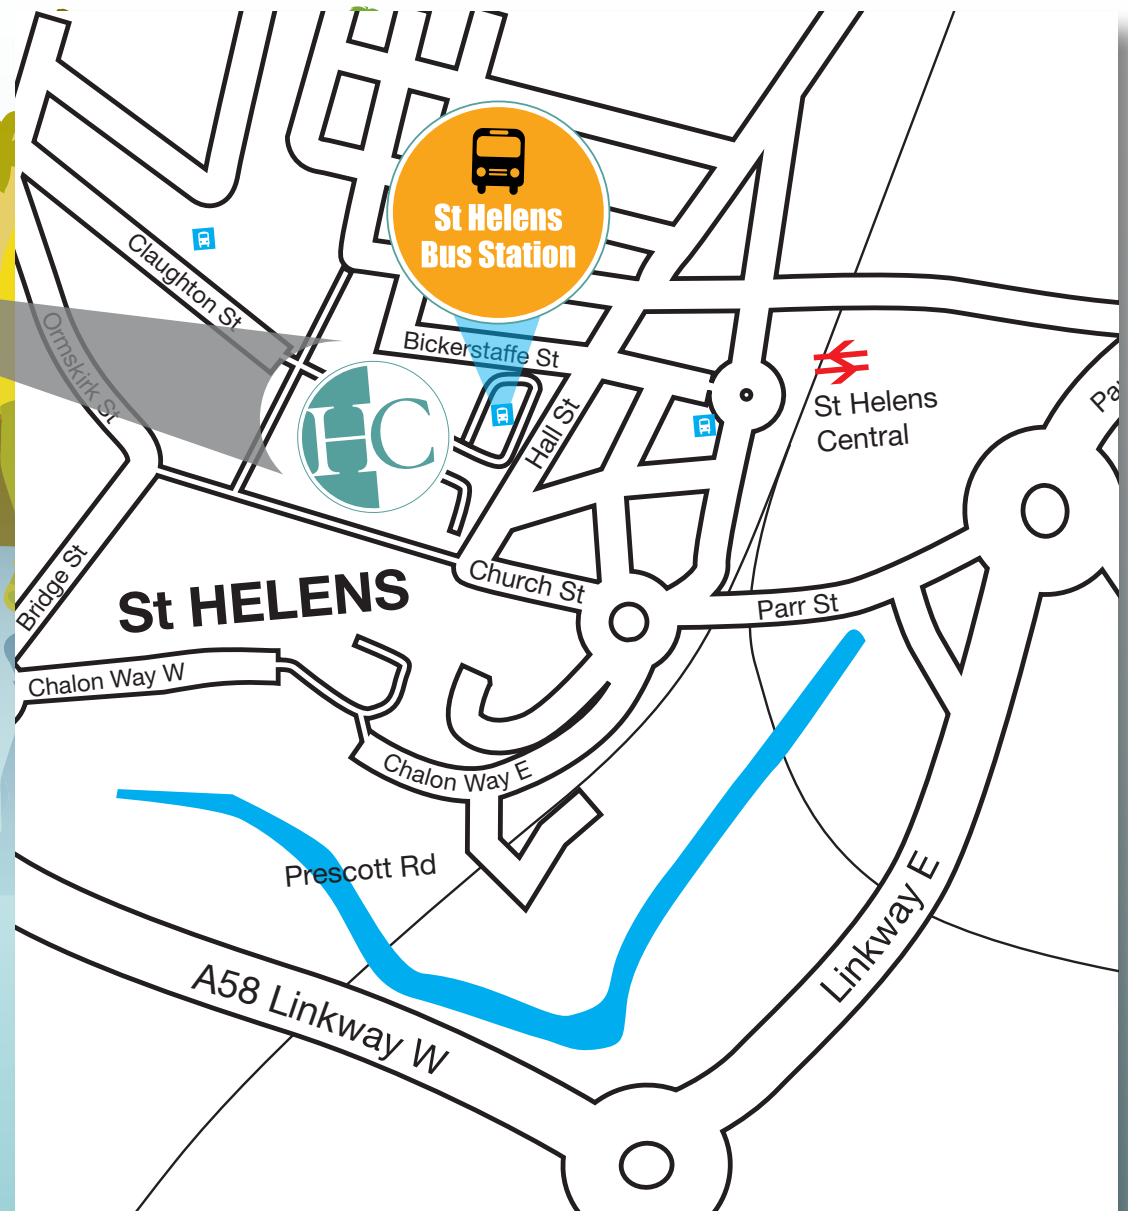 St Helens
Bus Station
Claughton St
Ormskirk St
Bickerstaffe St
Hall St
HC
St Helens
Central
Pa
Bridge St
St HELENS
Church St
Parr St
Chalon Way W
Chalon Way E
Prescott Rd
Linkway E
A58 Linkway W